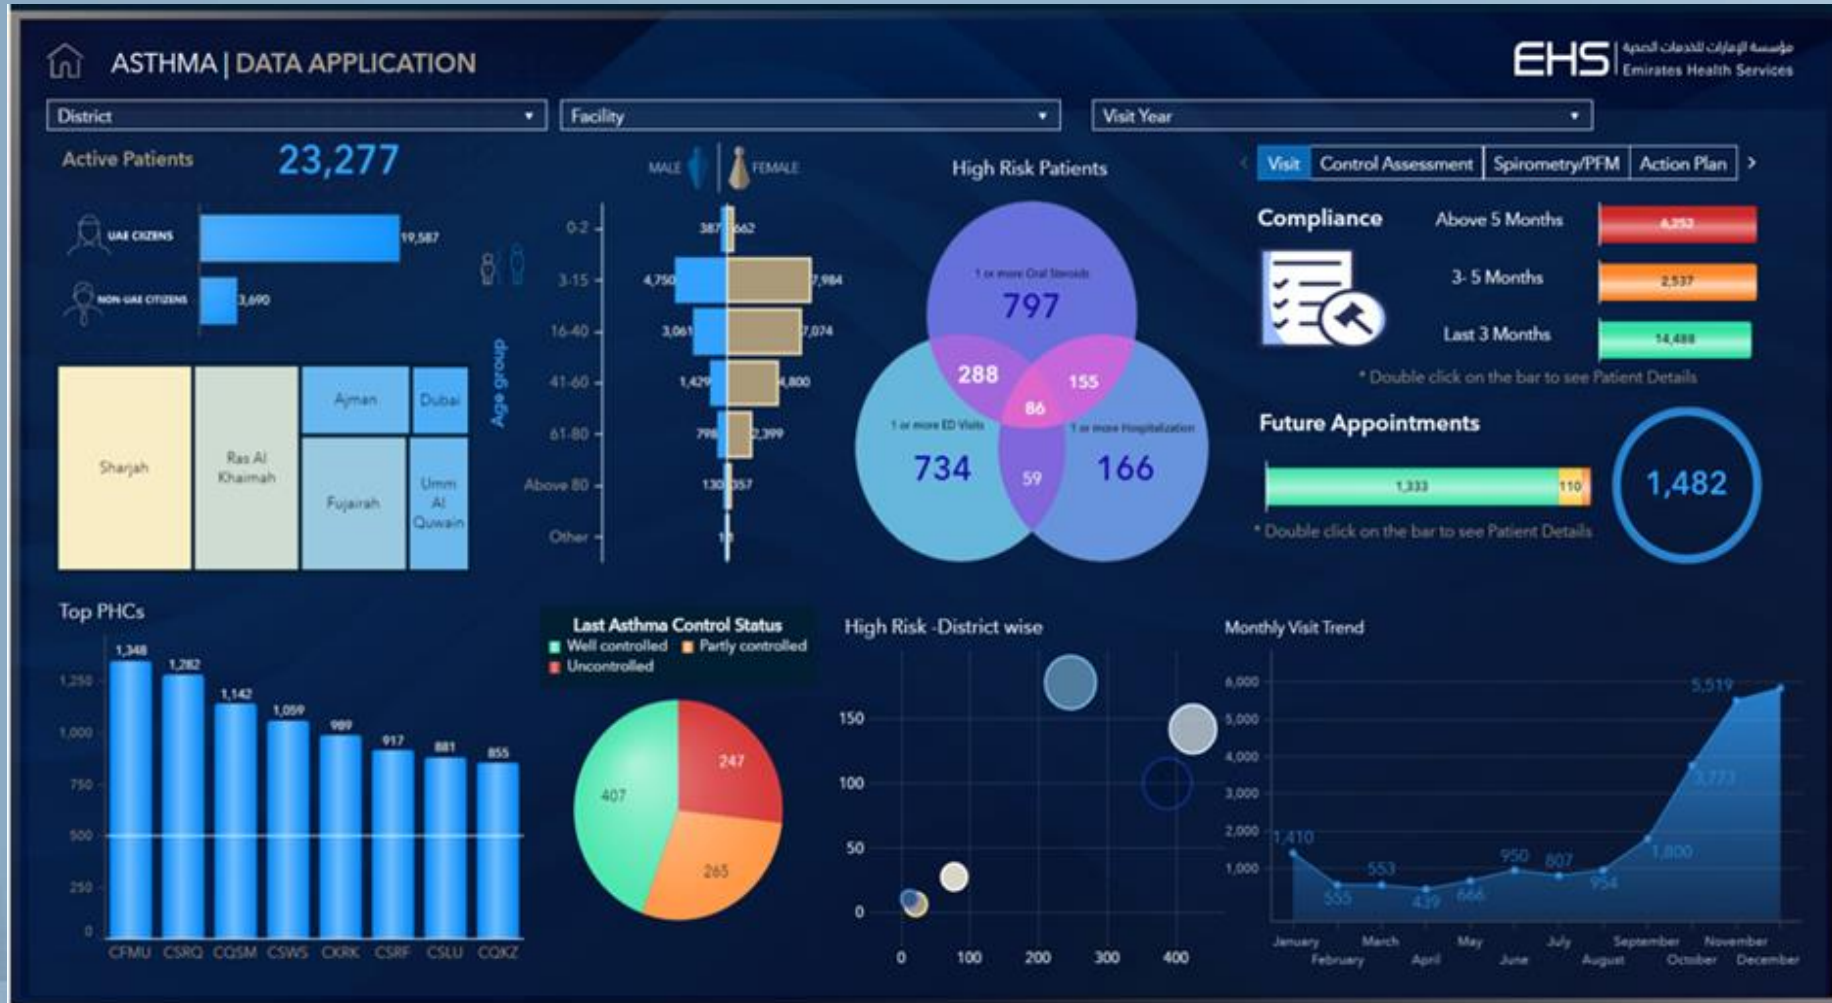 ASTHMA | DATA APPLICATION
EHS
مؤسسة الإمارات للخدمات الصحية
Emirates Health Services
District
Facility
Visit Year
Active Patients
23,277
UAE CIIZENS
19,587
NON-UAE CITIZENS
3,690
Sharjah
Ras Al
Khaimah
Ajman
Dubai
Fujairah
Umm
Al
Quwain
MALE
FEMALE
Age group
0-2
387
662
3-15
4,750
7,984
16-40
3,061
7,074
41-60
1,429
4,800
61-80
798
2,399
Above 80
130
357
Other
1
High Risk Patients
1 or more Oral Steroids
797
288
155
86
1 or more ED Visits
734
1 or more Hospitalization
166
59
Visit
Control Assessment
Spirometry/PFM
Action Plan
Compliance
Above 5 Months
6,253
3- 5 Months
2,537
Last 3 Months
14,488
* Double click on the bar to see Patient Details
Future Appointments
1,333
110
1,482
* Double click on the bar to see Patient Details
Top PHCs
1,250
1,000
750
500
250
0
1,348
1,282
1,142
1,059
989
917
881
855
CFMU
CSRQ
CQSM
CSWS
CKRK
CSRF
CSLU
CQKZ
Last Asthma Control Status
Well controlled
Partly controlled
Uncontrolled
407
247
265
High Risk -District wise
150
100
50
0
0
100
200
300
400
Monthly Visit Trend
6,000
5,000
4,000
3,000
2,000
1,000
1,410
555
553
439
666
950
807
954
1,800
3,773
5,519
January
February
March
April
May
June
July
August
September
October
November
December